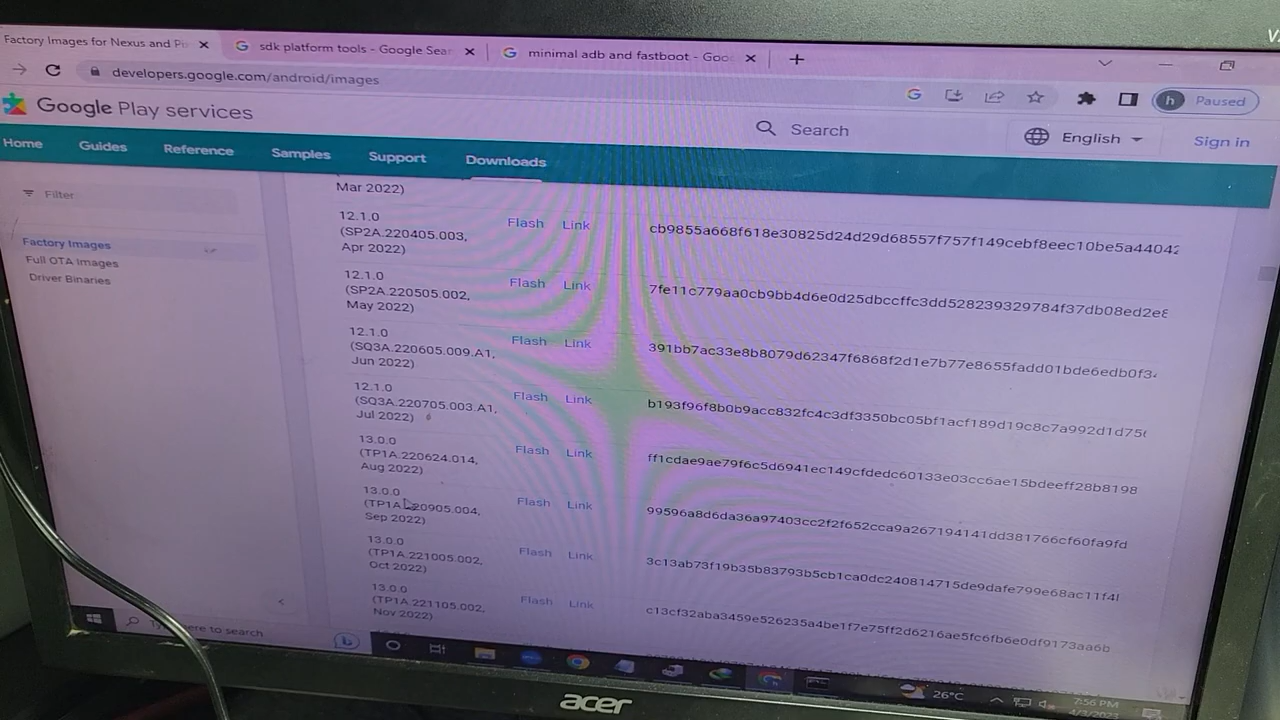 Factory Images for Nexus and Pi
sdk platform tools - Google Sear
minimal adb and fastboot - Goo
developers.google.com/android/images
h Paused
Google Play services
Search
English
Sign in
Home Guides Reference Samples Support Downloads
Filter
Factory Images
Full OTA Images
Driver Binaries
Mar 2022)
12.1.0
(SP2A.220405.003,
Apr 2022)
Flash Link
cb9855a668f618e30825d24d29d68557f757f149cebf8eec10be5a44042
12.1.0
(SP2A.220505.002,
May 2022)
Flash Link
7fe11c779aa0cb9bb4d6e0d25dbccffc3dd528239329784f37db08ed2e8
12.1.0
(SQ3A.220605.009.A1,
Jun 2022)
Flash Link
391bb7ac33e8b8079d62347f6868f2d1e7b77e8655fadd01bde6edb0f3
12.1.0
(SQ3A.220705.003.A1,
Jul 2022)
Flash Link
b193f96f8b0b9acc832fc4c3df3350bc05bf1acf189d19c8c7a992d1d75
13.0.0
(TP1A.220624.014,
Aug 2022)
Flash Link
ff1cdae9ae79f6c5d6941ec149cfdedc60133e03cc6ae15bdeeff28b8198
13.0.0
(TP1A.220905.004,
Sep 2022)
Flash Link
99596a8d6da36a97403cc2f2f652cca9a267194141dd381766cf60fa9fd
13.0.0
(TP1A.221005.002,
Oct 2022)
Flash Link
3c13ab73f19b35b83793b5cb1ca0dc240814715de9dafe799e68ac11f4
13.0.0
(TP1A.221105.002,
Nov 2022)
Flash Link
c13cf32aba3459e526235a4be1f7e75ff2d6216ae5fc6fb6e0df9173aa6b
here to search
26°C
7:56 PM
acer